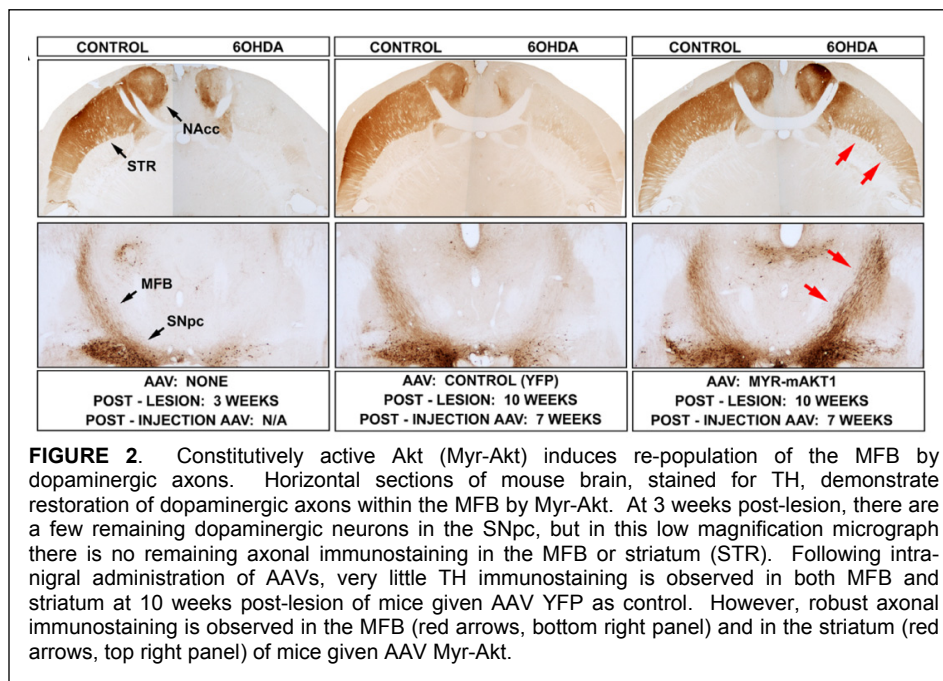 CONTROL 6OHDA CONTROL 6OHDA CONTROL 6OHDA
NAcc
STR
MFB
SNpc
AAV: NONE
POST - LESION: 3 WEEKS
POST - INJECTION AAV: N/A
AAV: CONTROL (YFP)
POST - LESION: 10 WEEKS
POST - INJECTION AAV: 7 WEEKS
AAV: MYR-mAKT1
POST - LESION: 10 WEEKS
POST - INJECTION AAV: 7 WEEKS
FIGURE 2. Constitutively active Akt (Myr-Akt) induces re-population of the MFB by
dopaminergic axons. Horizontal sections of mouse brain, stained for TH, demonstrate
restoration of dopaminergic axons within the MFB by Myr-Akt. At 3 weeks post-lesion, there are
a few remaining dopaminergic neurons in the SNpc, but in this low magnification micrograph
there is no remaining axonal immunostaining in the MFB or striatum (STR). Following intra-
nigral administration of AAVs, very little TH immunostaining is observed in both MFB and
striatum at 10 weeks post-lesion of mice given AAV YFP as control. However, robust axonal
immunostaining is observed in the MFB (red arrows, bottom right panel) and in the striatum (red
arrows, top right panel) of mice given AAV Myr-Akt.